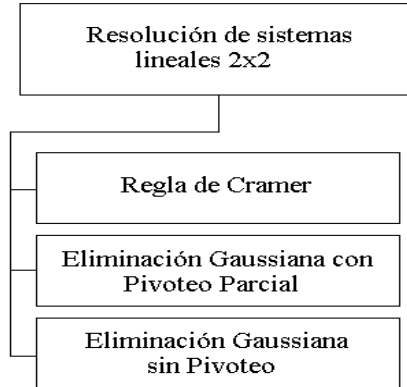 Resolución de sistemas
lineales 2x2
Regla de Cramer
Eliminación Gaussiana con
Pivoteo Parcial
Eliminación Gaussiana
sin Pivoteo